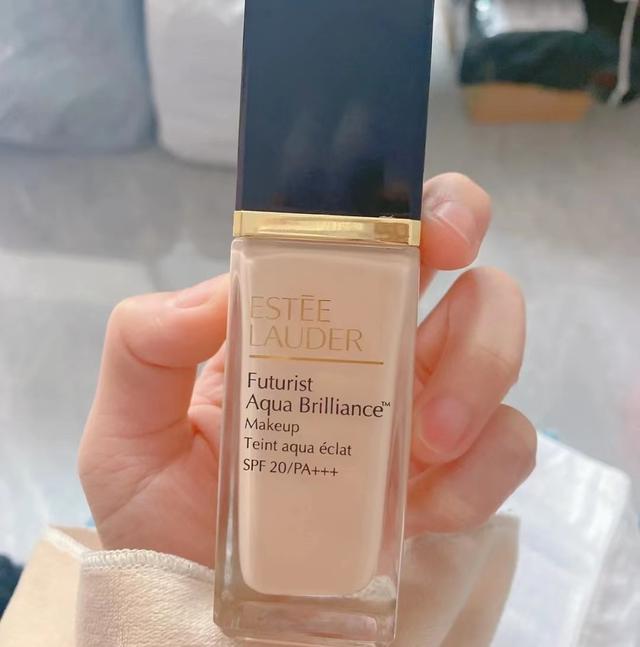 ESTĒE
LAUDER
Futurist
Aqua Brilliance™
Makeup
Teint aqua éclat
SPF 20/PA+++